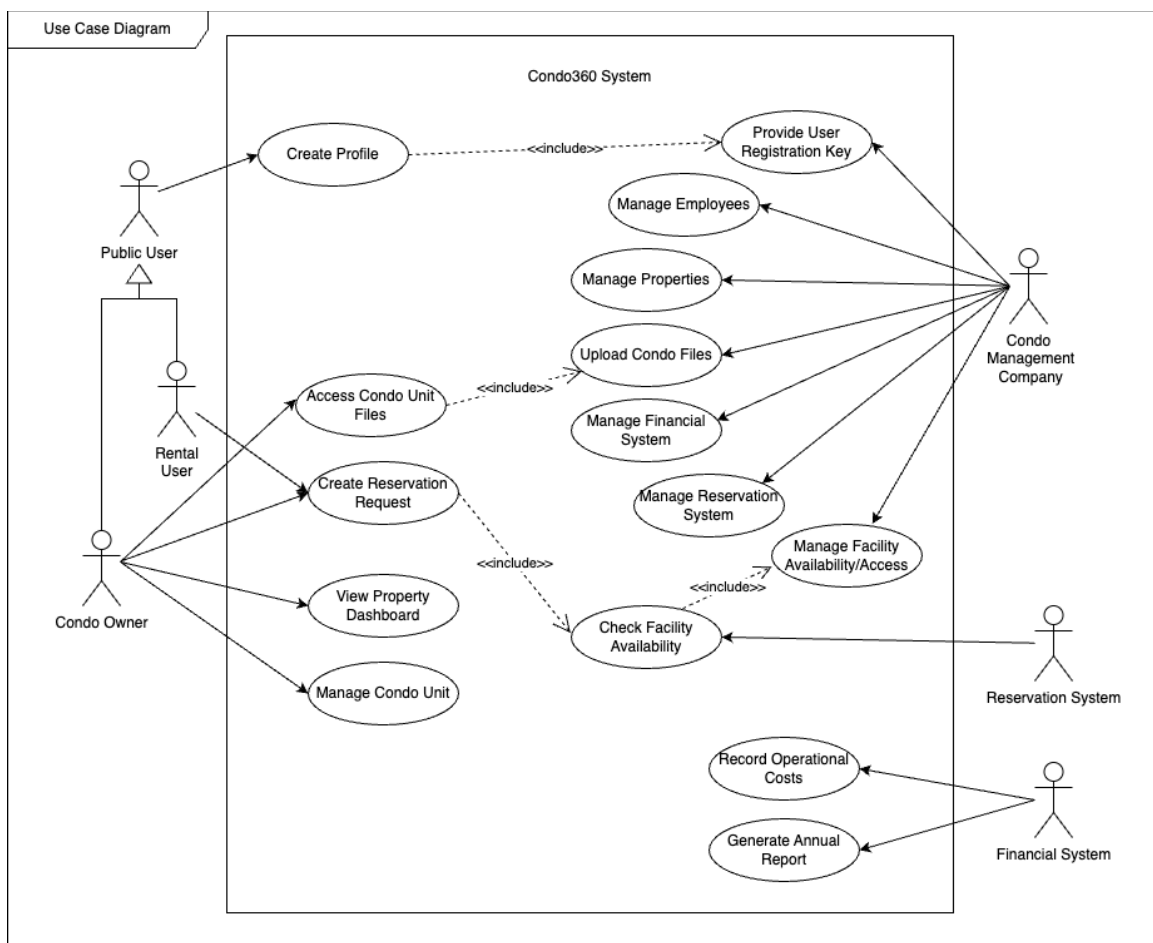 Use Case Diagram
Condo360 System
Create Profile
<<include>>
Provide User
Registration Key
Public User
Manage Employees
Manage Properties
Condo
Management
Company
Upload Condo Files
<<include>>
Access Condo Unit
Files
Rental
User
Manage Financial
System
Create Reservation
Request
Manage Reservation
System
Manage Facility
Availability/Access
<<include>>
<<include>>
Condo Owner
View Property
Dashboard
Check Facility
Availability
Reservation System
Manage Condo Unit
Record Operational
Costs
Generate Annual
Report
Financial System